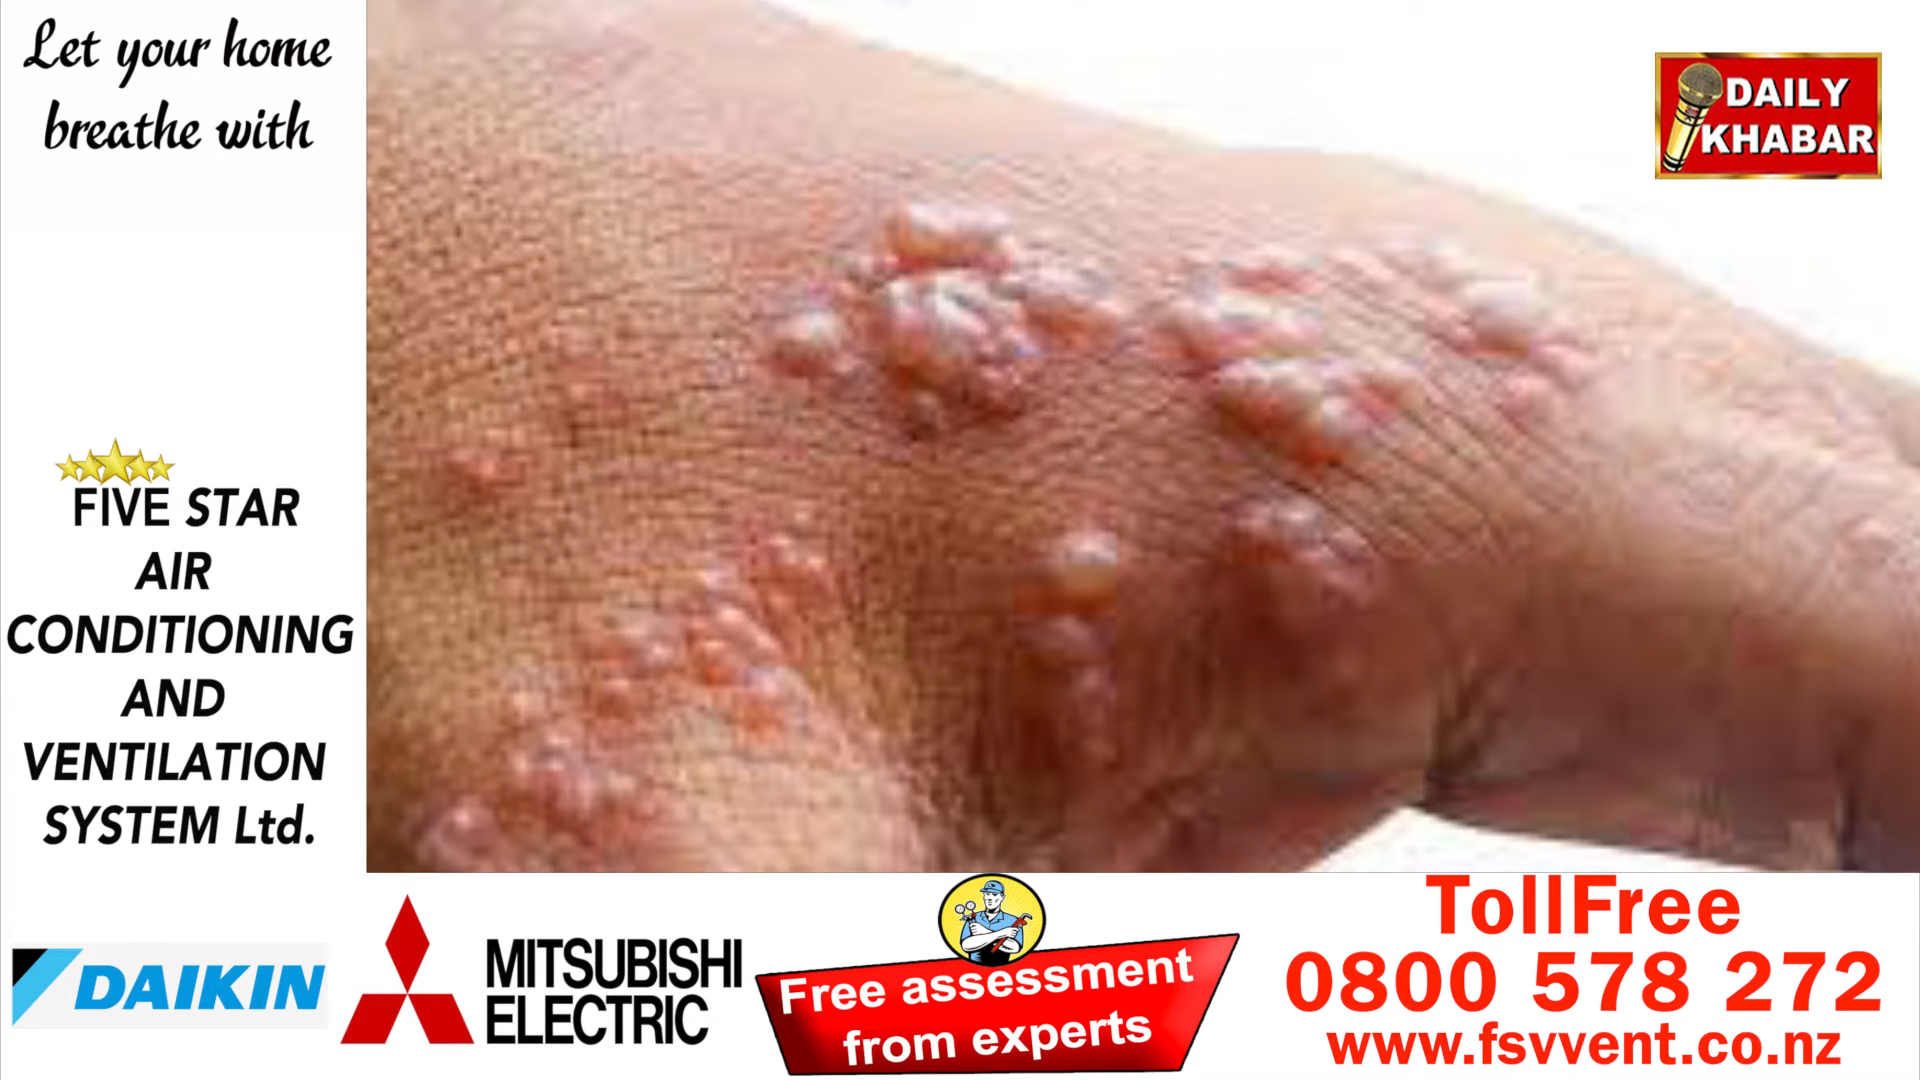 Let your home
breathe with
FIVE STAR
AIR
CONDITIONING
AND
VENTILATION
SYSTEM Ltd.
DAILY
KHABAR
DAIKIN
MITSUBISHI
ELECTRIC
Free assessment
from experts
TollFree
0800 578 272
www.fsvvent.co.nz